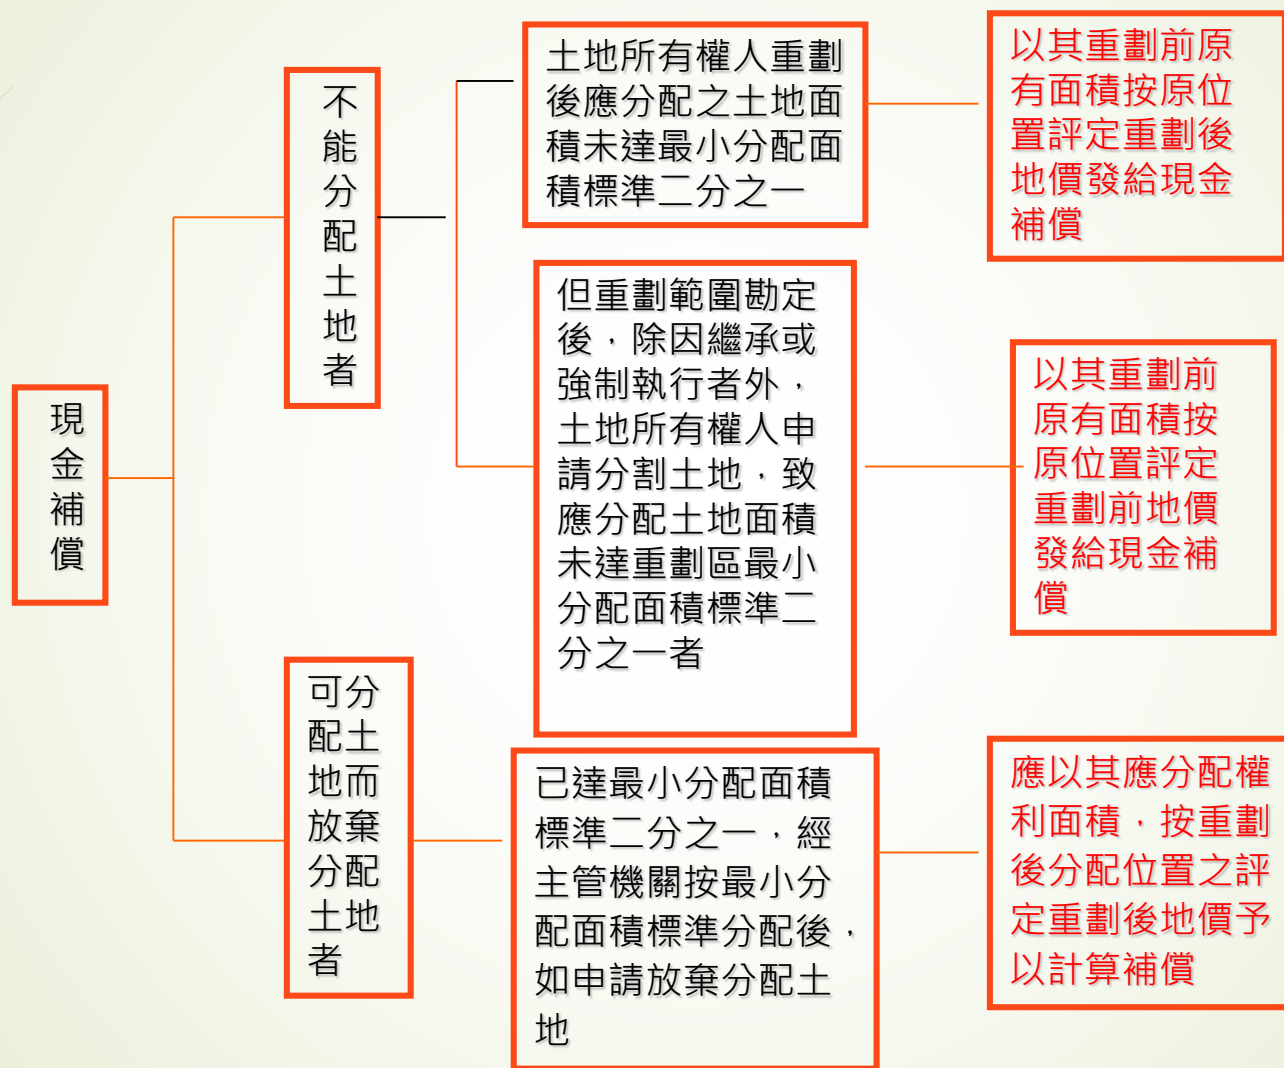 現
金
補
償
不
能
分
配
土
地
者
土地所有權人重劃
後應分配之土地面
積未達最小分配面
積標準二分之一
以其重劃前原
有面積按原位
置評定重劃後
地價發給現金
補償
但重劃範圍勘定
後，除因繼承或
強制執行者外，
土地所有權人申
請分割土地，致
應分配土地面積
未達重劃區最小
分配面積標準二
分之一者
以其重劃前
原有面積按
原位置評定
重劃前地價
發給現金補
償
可分
配土
地而
放棄
分配
土地
者
已達最小分配面積
標準二分之一，經
主管機關按最小分
配面積標準分配後，
如申請放棄分配土
地
應以其應分配權
利面積，按重劃
後分配位置之評
定重劃後地價予
以計算補償